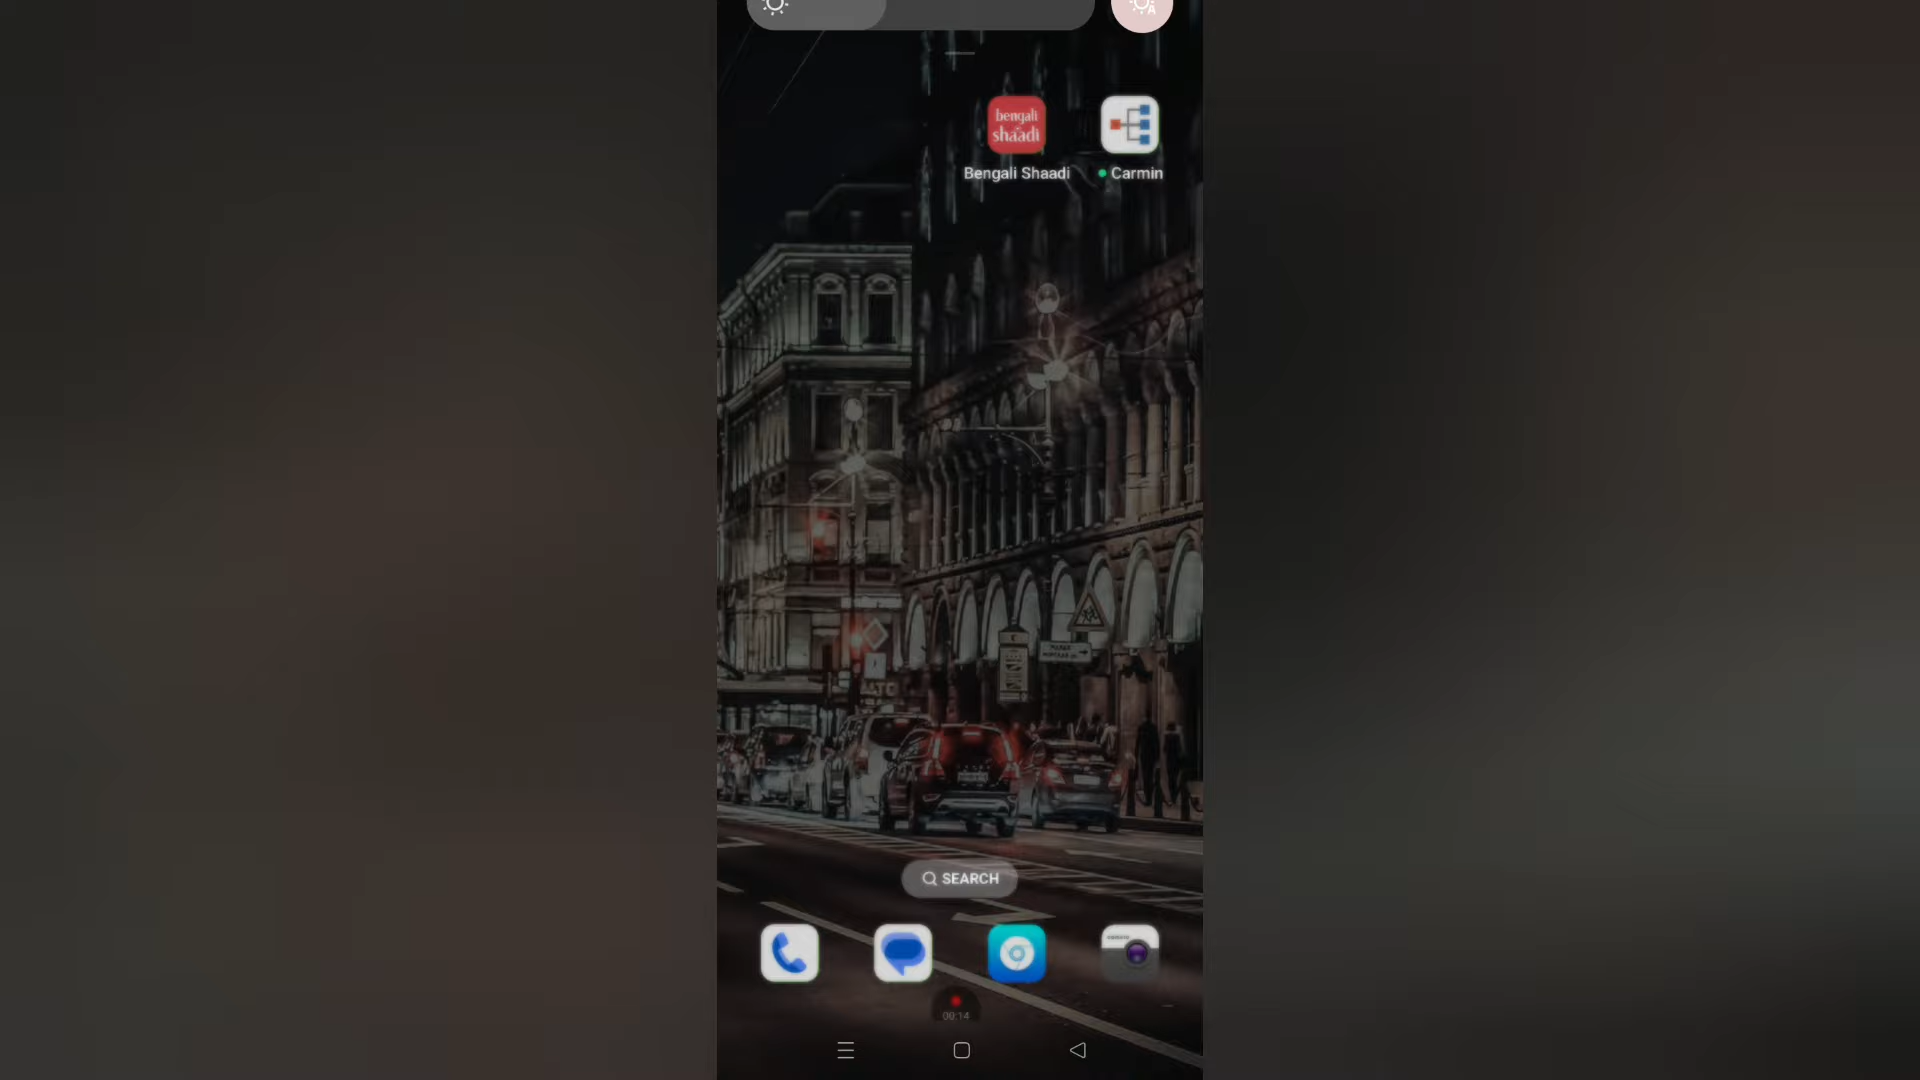 bengali
shaadi
Bengali Shaadi
Carmin
SEARCH
00:14